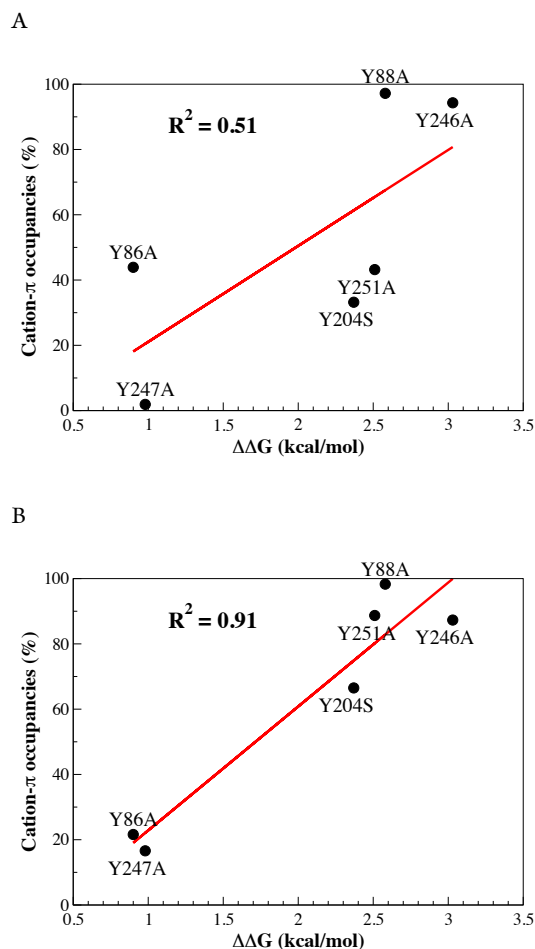 A
Y88A
100
R² = 0.51
Y246A
80
Cation-π occupancies (%)
60
Y86A
40
Y251A
Y204S
20
Y247A
0
0.5 1 1.5 2 2.5 3 3.5
ΔΔG (kcal/mol)
B
Y88A
100
R² = 0.91
Y251A Y246A
80
Cation-π occupancies (%)
Y204S
60
40
Y86A
20
Y247A
0
0.5 1 1.5 2 2.5 3 3.5
ΔΔG (kcal/mol)